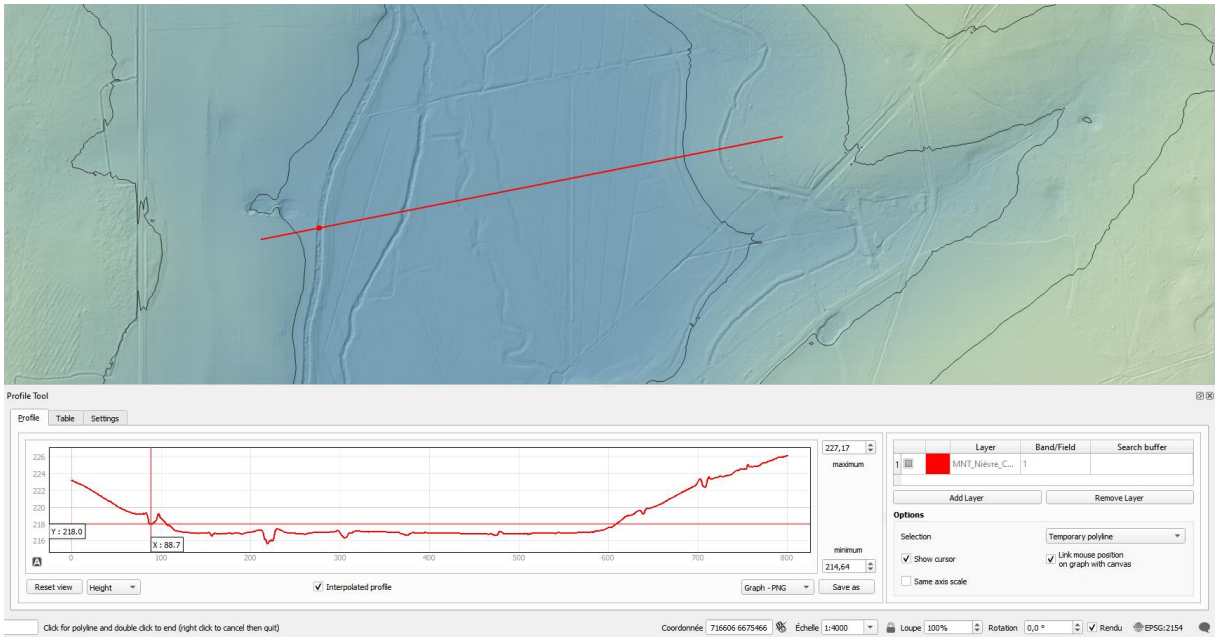 Profile Tool
Profile Table Settings
226
224
222
220
218
216
Y : 218.0
X : 88.7
0 100 200 300 400 500 600 700 800
A
227,17
maximum
minimum
214,64
Reset view Height Interpolated profile Graph - PNG Save as
Layer Band/Field Search buffer
1 MNT_Nièvre_C... 1
Add Layer Remove Layer
Options
Selection Temporary polyline
Show cursor Link mouse position
on graph with canvas
Same axis scale
Click for polyline and double click to end (right click to cancel then quit) Coordonnée 716606 6675466 Échelle 1:4000 Loupe 100% Rotation 0,0 ° Rendu EPSG:2154